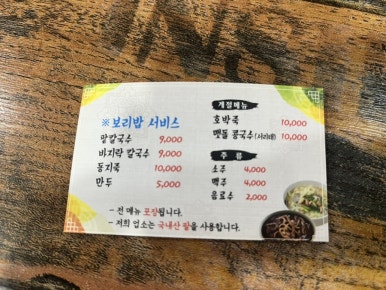 ※보리밥 서비스
팥칼국수 9,000
바지락 칼국수 9,000
동지죽 10,000
만두 5,000
계절메뉴
호박죽 10,000
맷돌 콩국수(서리태) 10,000
주 류
소주 4,000
맥주 4,000
음료수 2,000
- 전 메뉴 포장됩니다.
- 저희 업소는 국내산 팥을 사용합니다.